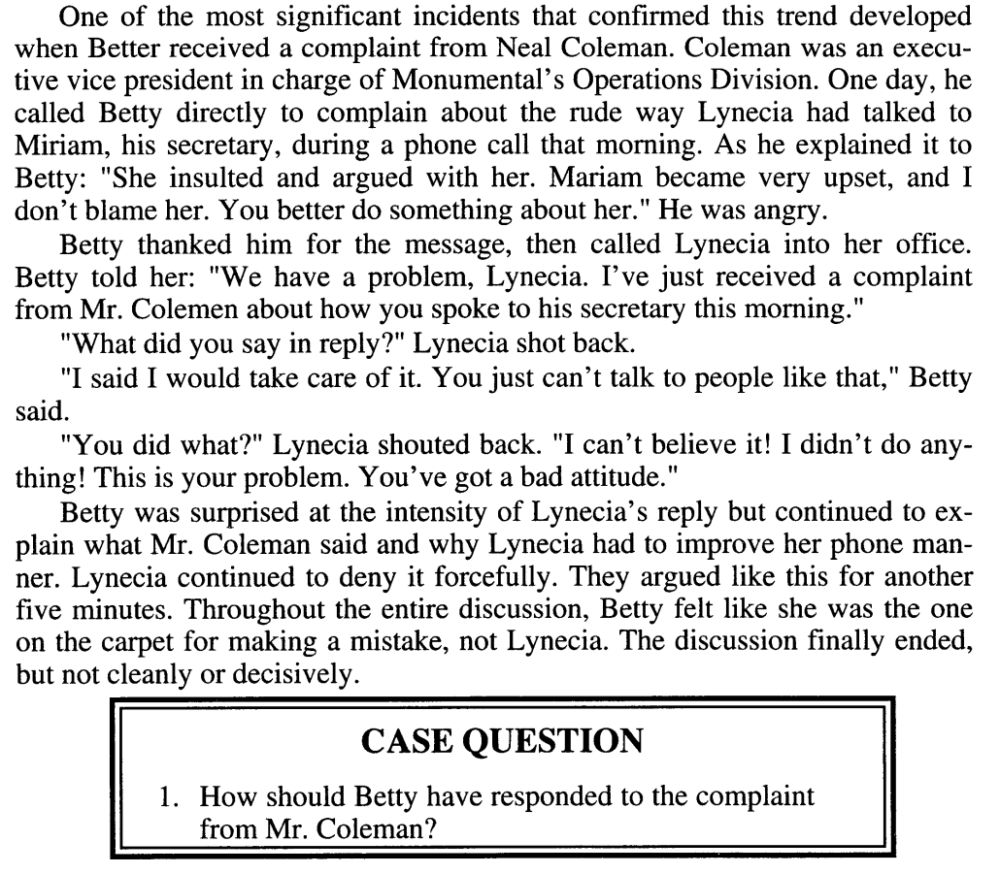 One of the most significant incidents that confirmed this trend developed
when Better received a complaint from Neal Coleman. Coleman was an execu-
tive vice president in charge of Monumental's Operations Division. One day, he
called Betty directly to complain about the rude way Lynecia had talked to
Miriam, his secretary, during a phone call that morning. As he explained it to
Betty: "She insulted and argued with her. Mariam became very upset, and I
don't blame her. You better do something about her." He was angry.
Betty thanked him for the message, then called Lynecia into her office.
Betty told her: "We have a problem, Lynecia. I've just received a complaint
from Mr. Colemen about how you spoke to his secretary this morning."
"What did you say in reply?" Lynecia shot back.
"I said I would take care of it. You just can't talk to people like that," Betty
said.
"You did what?" Lynecia shouted back. "I can't believe it! I didn't do any-
thing! This is your problem. You've got a bad attitude."
Betty was surprised at the intensity of Lynecia's reply but continued to ex-
plain what Mr. Coleman said and why Lynecia had to improve her phone man-
ner. Lynecia continued to deny it forcefully. They argued like this for another
five minutes. Throughout the entire discussion, Betty felt like she was the one
on the carpet for making a mistake, not Lynecia. The discussion finally ended,
but not cleanly or decisively.
CASE QUESTION
1. How should Betty have responded to the complaint
from Mr. Coleman?